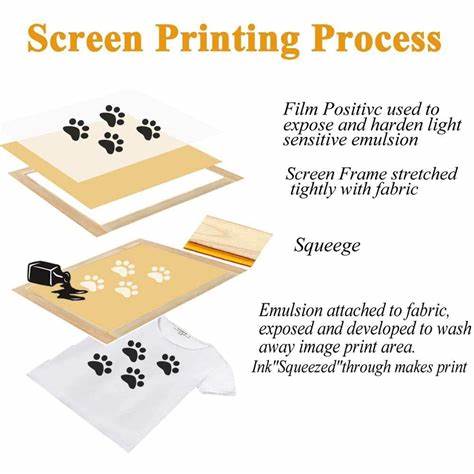 Screen Printing Process
Film Positivc used to
expose and harden light
sensitive emulsion
Screen Frame stretched
tightly with fabric
Squeege
Emulsion attached to fabric,
exposed and developed to wash
away image print area.
Ink"Squeezed"through makes print